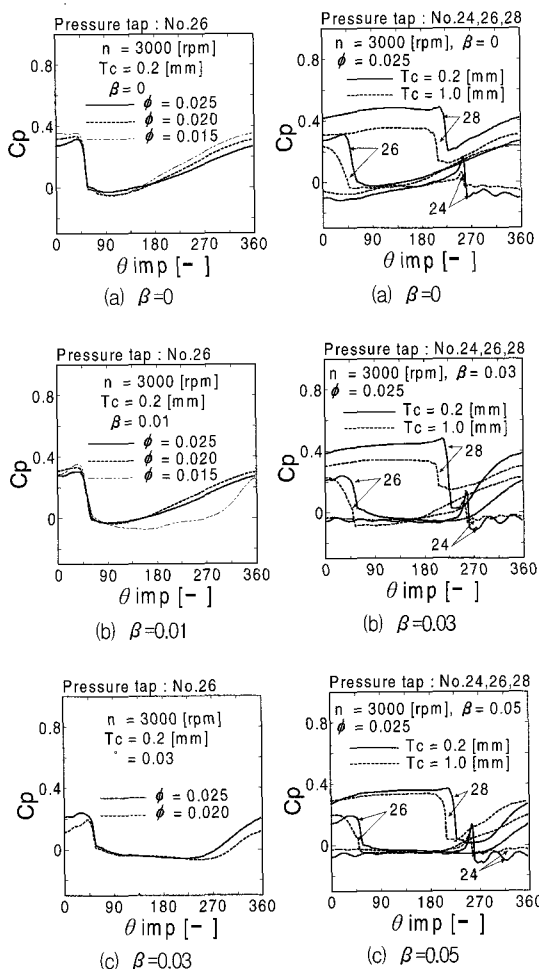 Pressure tap : No.26
n = 3000 [rpm]
Tc = 0.2 [mm]
β = 0
ϕ = 0.025
ϕ = 0.020
ϕ = 0.015
0.8
0.4
0
Cp
0 90 180 270 360
θ imp [-]
(a) β=0
Pressure tap : No.24,26,28
n = 3000 [rpm], β = 0
ϕ = 0.025
Tc = 0.2 [mm]
Tc = 1.0 [mm]
28
26
24
0.8
0.4
0
Cp
0 90 180 270 360
θ imp [-]
(a) β=0
Pressure tap : No.26
n = 3000 [rpm]
Tc = 0.2 [mm]
β = 0.01
ϕ = 0.025
ϕ = 0.020
ϕ = 0.015
0.8
0.4
0
Cp
0 90 180 270 360
θ imp [-]
(b) β=0.01
Pressure tap : No.24,26,28
n = 3000 [rpm], β = 0.03
ϕ = 0.025
Tc = 0.2 [mm]
Tc = 1.0 [mm]
28
26
24
0.8
0.4
0
Cp
0 90 180 270 360
θ imp [-]
(b) β=0.03
Pressure tap : No.26
n = 3000 [rpm]
Tc = 0.2 [mm]
° = 0.03
ϕ = 0.025
ϕ = 0.020
0.8
0.4
0
Cp
0 90 180 270 360
θ imp [-]
(c) β=0.03
Pressure tap : No.24,26,28
n = 3000 [rpm], β = 0.05
ϕ = 0.025
Tc = 0.2 [mm]
Tc = 1.0 [mm]
28
26
24
0.8
0.4
0
Cp
0 90 180 270 360
θ imp [-]
(c) β=0.05